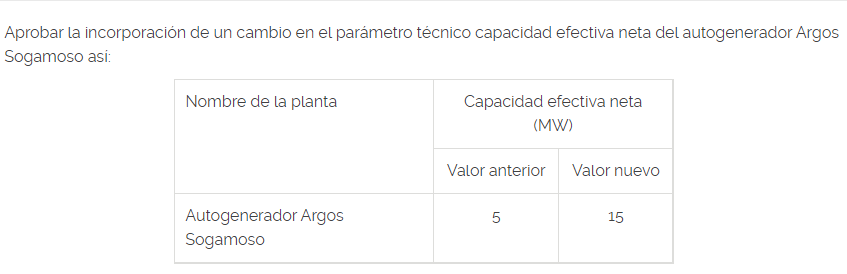 Aprobar la incorporación de un cambio en el parámetro técnico capacidad efectiva neta del autogenerador Argos
Sogamoso así:
Nombre de la planta
Capacidad efectiva neta
(MW)
Valor anterior
Valor nuevo
Autogenerador Argos
Sogamoso
5
15